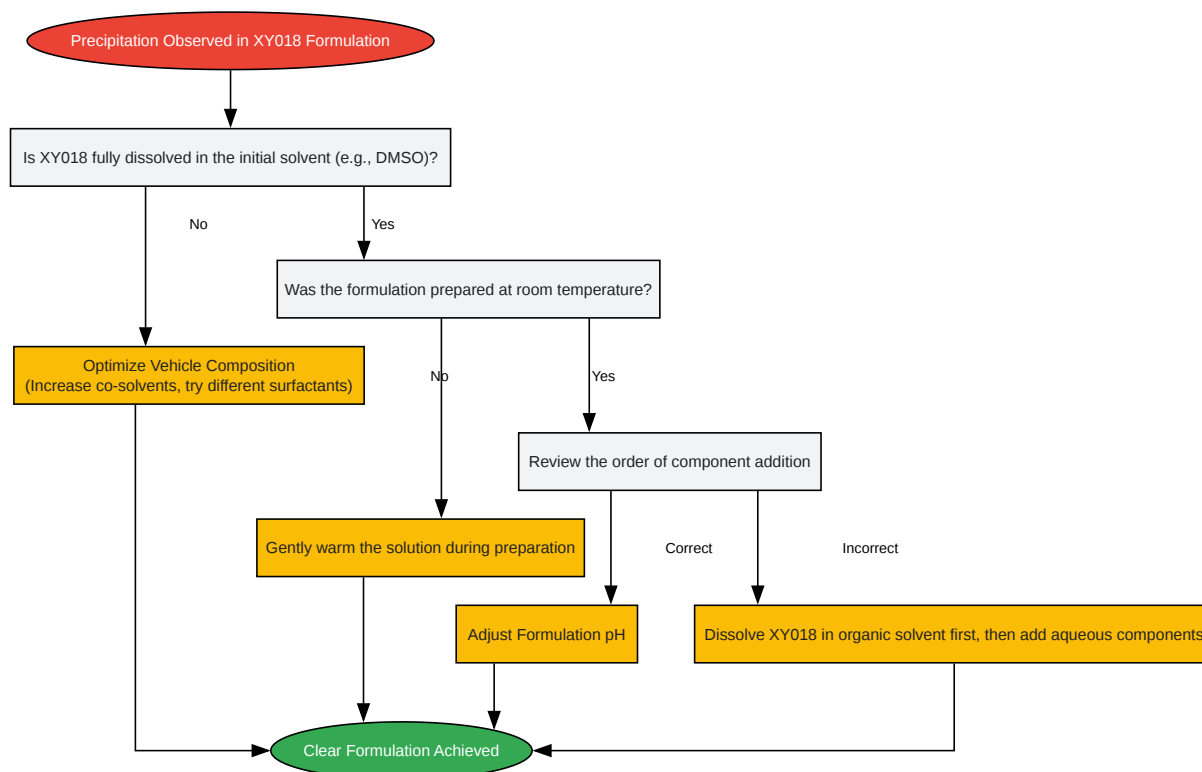 Precipitation Observed in XY018 Formulation
Is XY018 fully dissolved in the initial solvent (e.g., DMSO)?
No
Yes
Was the formulation prepared at room temperature?
Optimize Vehicle Composition
(Increase co-solvents, try different surfactants)
No
Yes
Review the order of component addition
Gently warm the solution during preparation
Correct
Incorrect
Adjust Formulation pH
Dissolve XY018 in organic solvent first, then add aqueous components
Clear Formulation Achieved